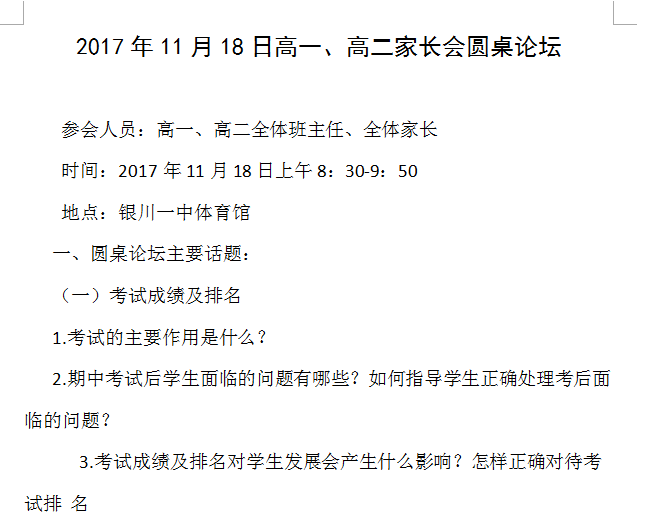 2017 年 11 月 18 日高一、高二家长会圆桌论坛
参会人员：高一、高二全体班主任、全体家长
时间：2017 年 11 月 18 日上午 8：30-9：50
地点：银川一中体育馆
一、圆桌论坛主要话题：
（一）考试成绩及排名
1.考试的主要作用是什么？
2.期中考试后学生面临的问题有哪些？如何指导学生正确处理考后面
临的问题？
3.考试成绩及排名对学生发展会产生什么影响？怎样正确对待考
试排 名